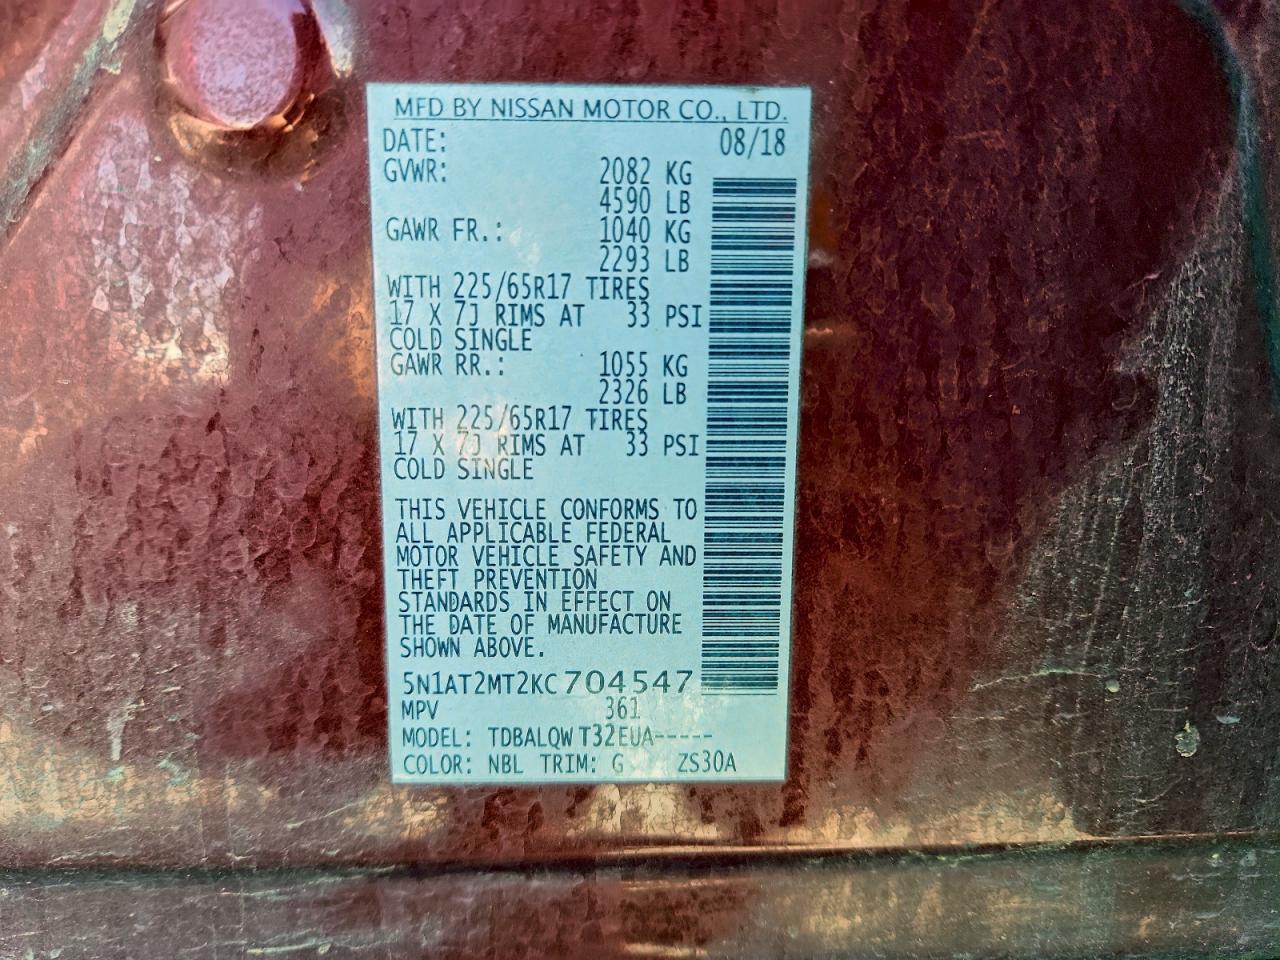 MFD BY NISSAN MOTOR CO., LTD.
DATE: 08/18
GVWR: 2082 KG
4590 LB
GAWR FR.: 1040 KG
2293 LB
WITH 225/65R17 TIRES
17 X 7J RIMS AT 33 PSI
COLD SINGLE
GAWR RR.: 1055 KG
2326 LB
WITH 225/65R17 TIRES
17 X 7J RIMS AT 33 PSI
COLD SINGLE
THIS VEHICLE CONFORMS TO
ALL APPLICABLE FEDERAL
MOTOR VEHICLE SAFETY AND
THEFT PREVENTION
STANDARDS IN EFFECT ON
THE DATE OF MANUFACTURE
SHOWN ABOVE.
5N1AT2MT2KC704547
MPV 361
MODEL: TDBALQWT32EUA-----
COLOR: NBL TRIM: G ZS30A